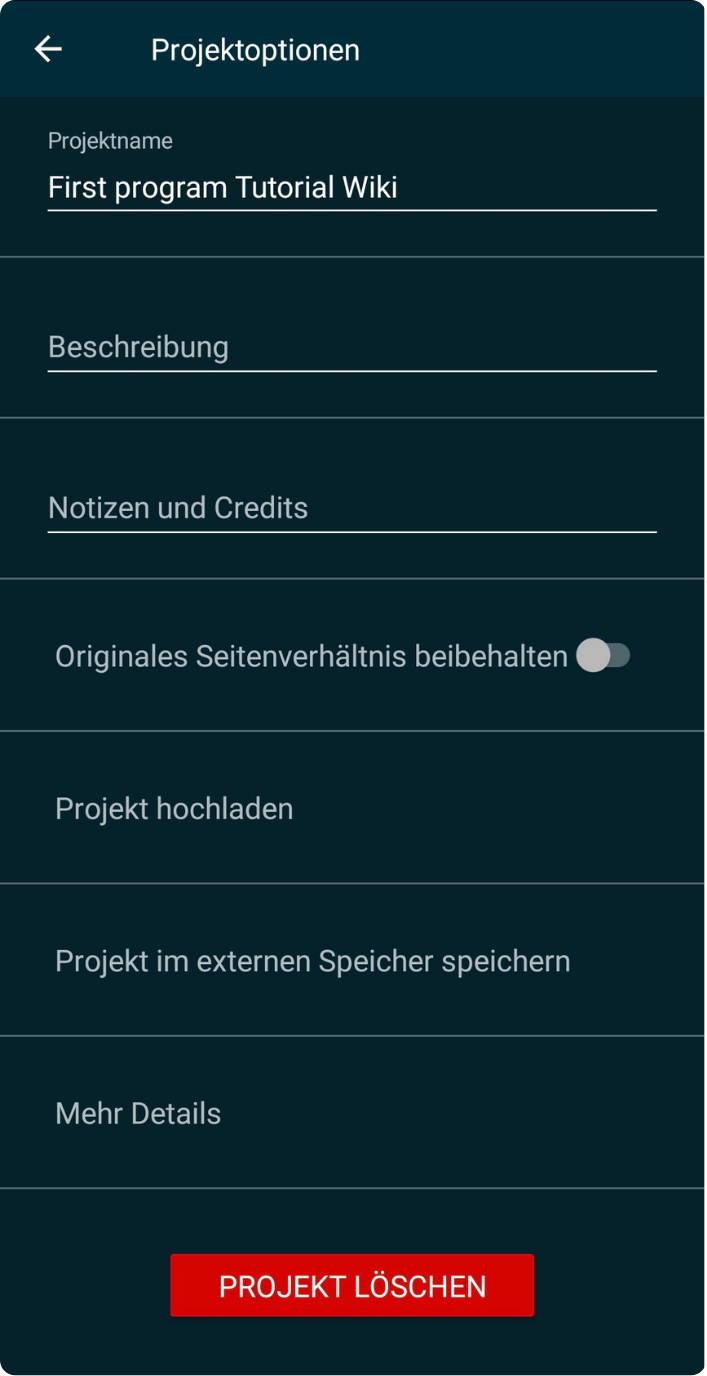 Projektoptionen
Projektname
First program Tutorial Wiki
Beschreibung
Notizen und Credits
Originales Seitenverhältnis beibehalten
Projekt hochladen
Projekt im externen Speicher speichern
Mehr Details
PROJEKT LÖSCHEN